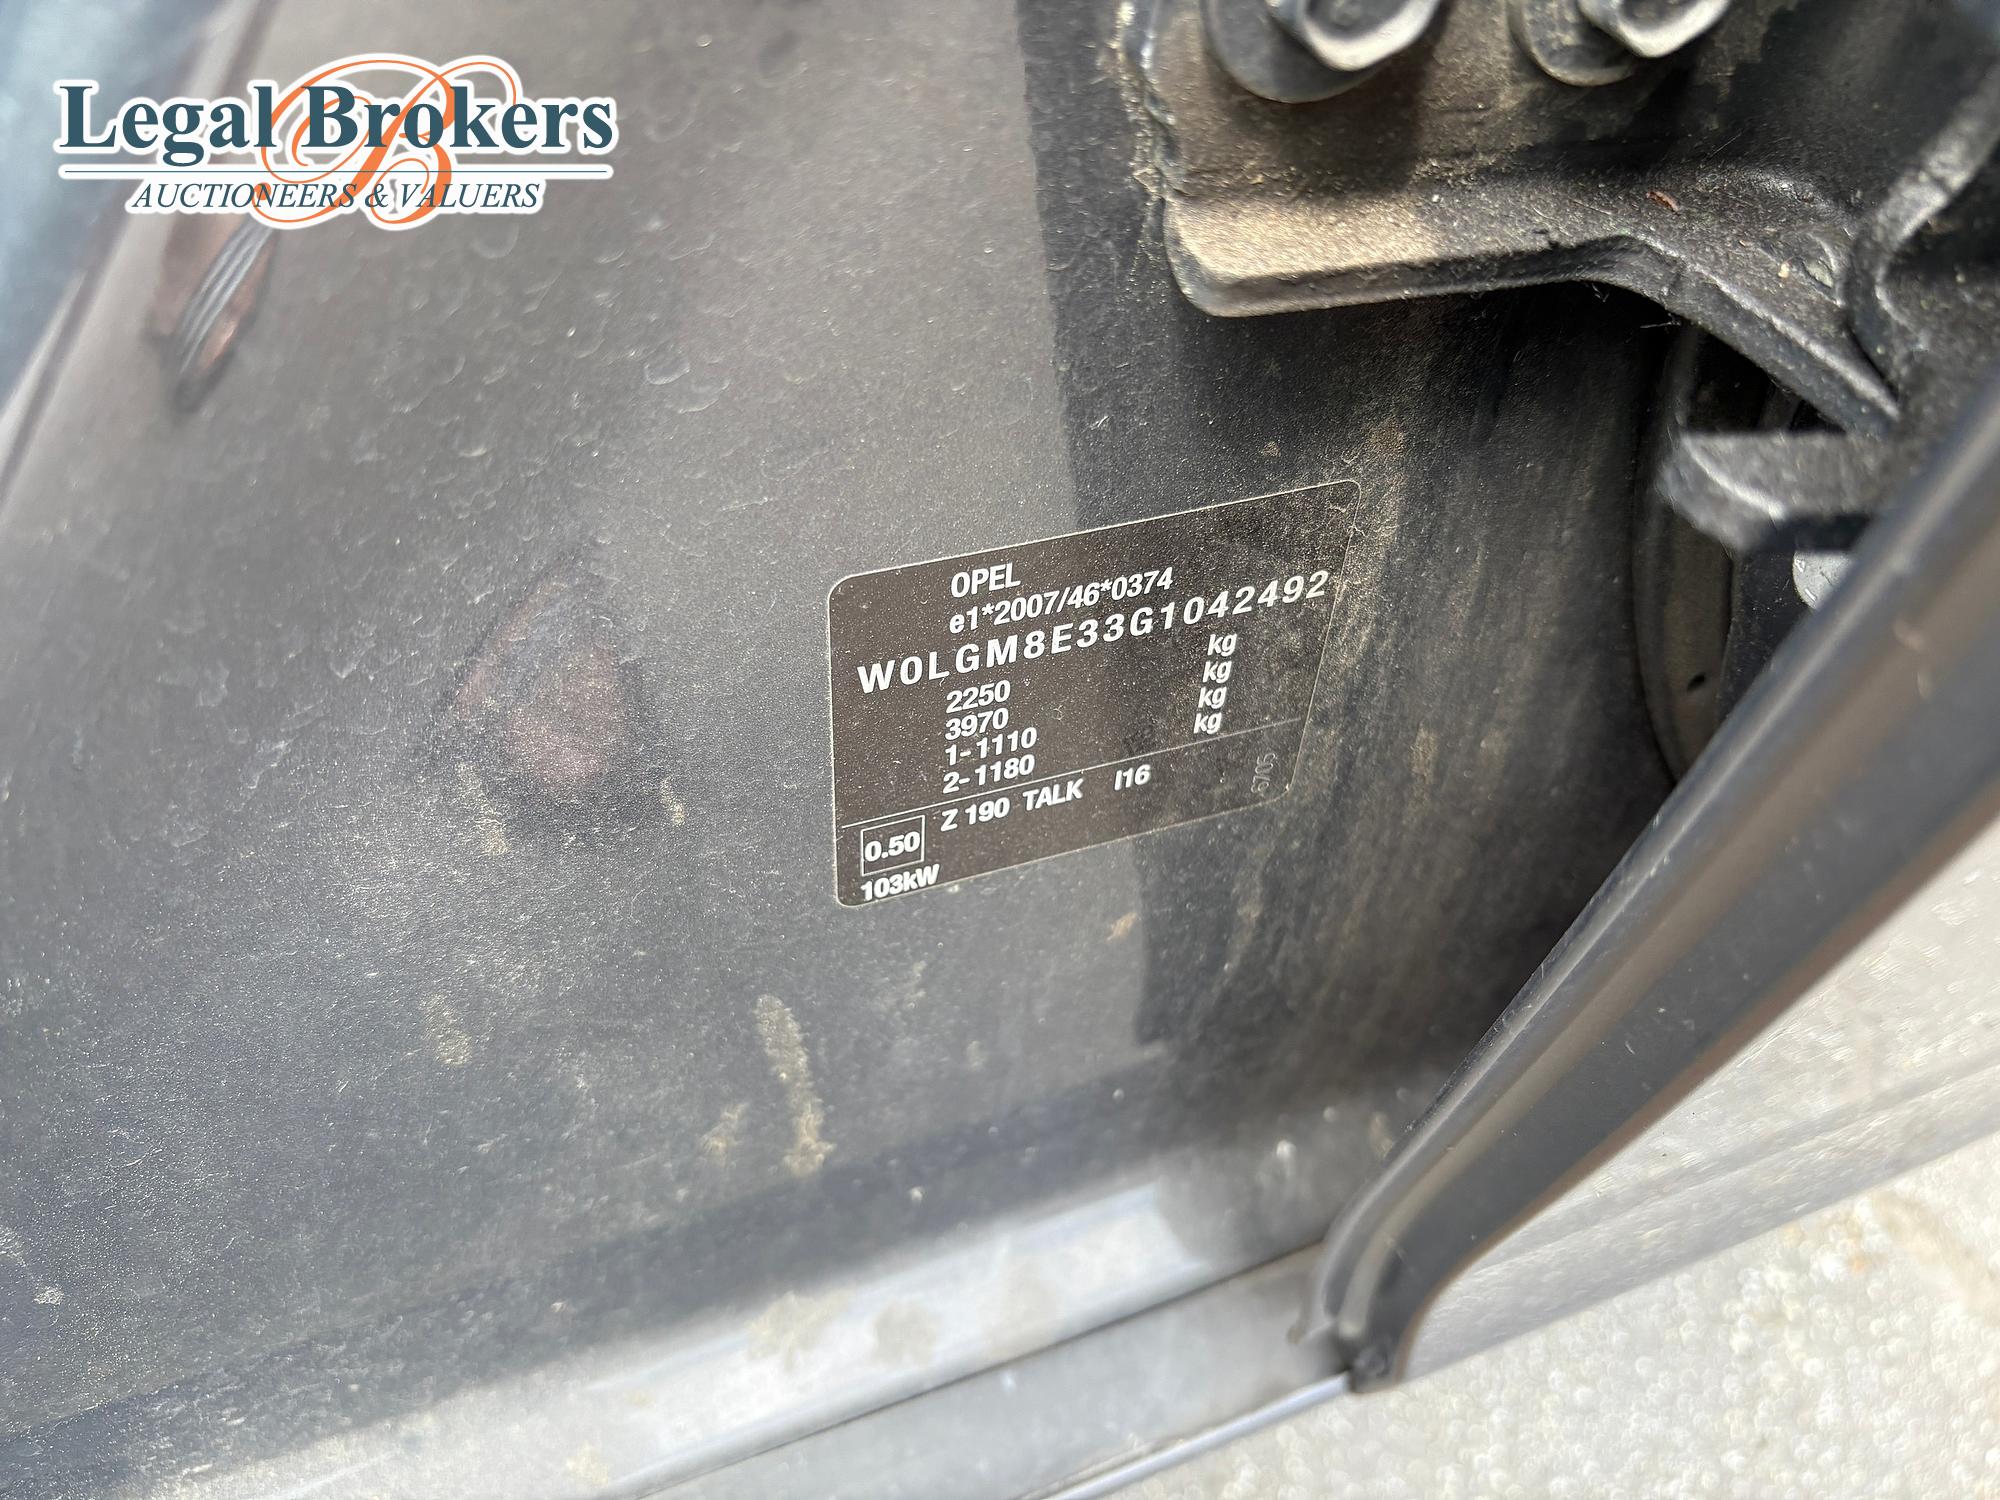 Legal Brokers
AUCTIONEERS & VALUERS
OPEL
e1*2007/46*0374
W0LGM8E33G1042492
2250 kg
3970 kg
1-1110 kg
2-1180 kg
Z 190 TALK I16
0.50
103kW